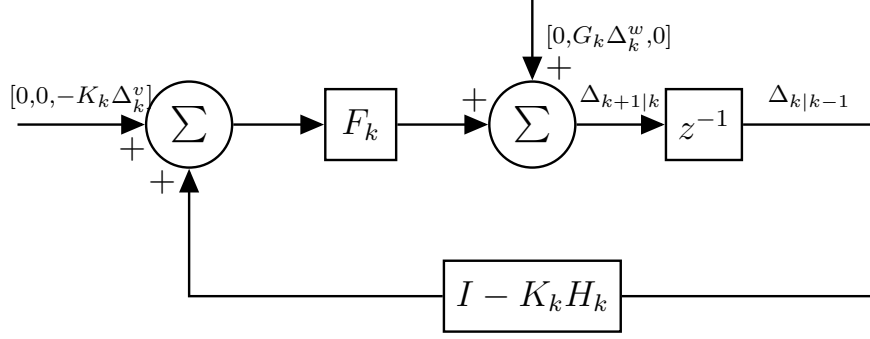 [0,G_kΔ_k^w,0]
+
[0,0,−K_kΔ_k^v]
∑
F_k
+
∑
Δ_{k+1|k}
z^{−1}
Δ_{k|k−1}
+
+
I − K_kH_k